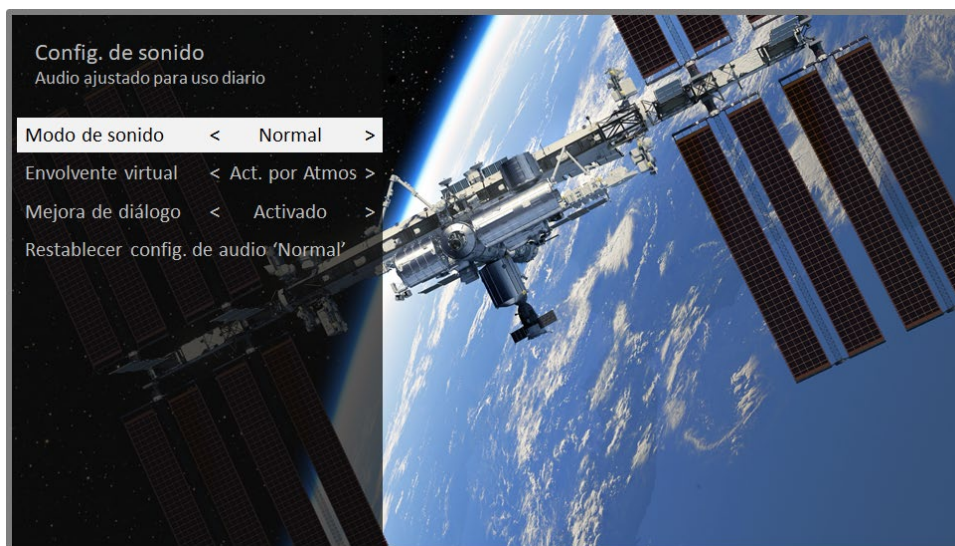 Config. de sonido
Audio ajustado para uso diario
Modo de sonido < Normal >
Envolvente virtual < Act. por Atmos >
Mejora de diálogo < Activado >
Restablecer config. de audio ‘Normal’